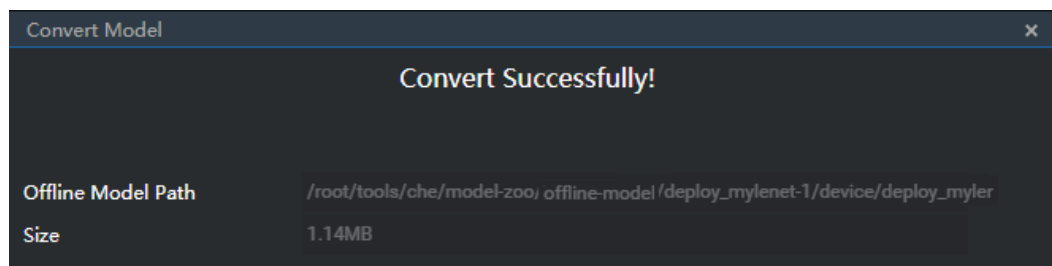 Convert Model ×
Convert Successfully!
Offline Model Path /root/tools/che/model-zoo/ offline-model /deploy_mylenet-1/device/deploy_myler
Size 1.14MB